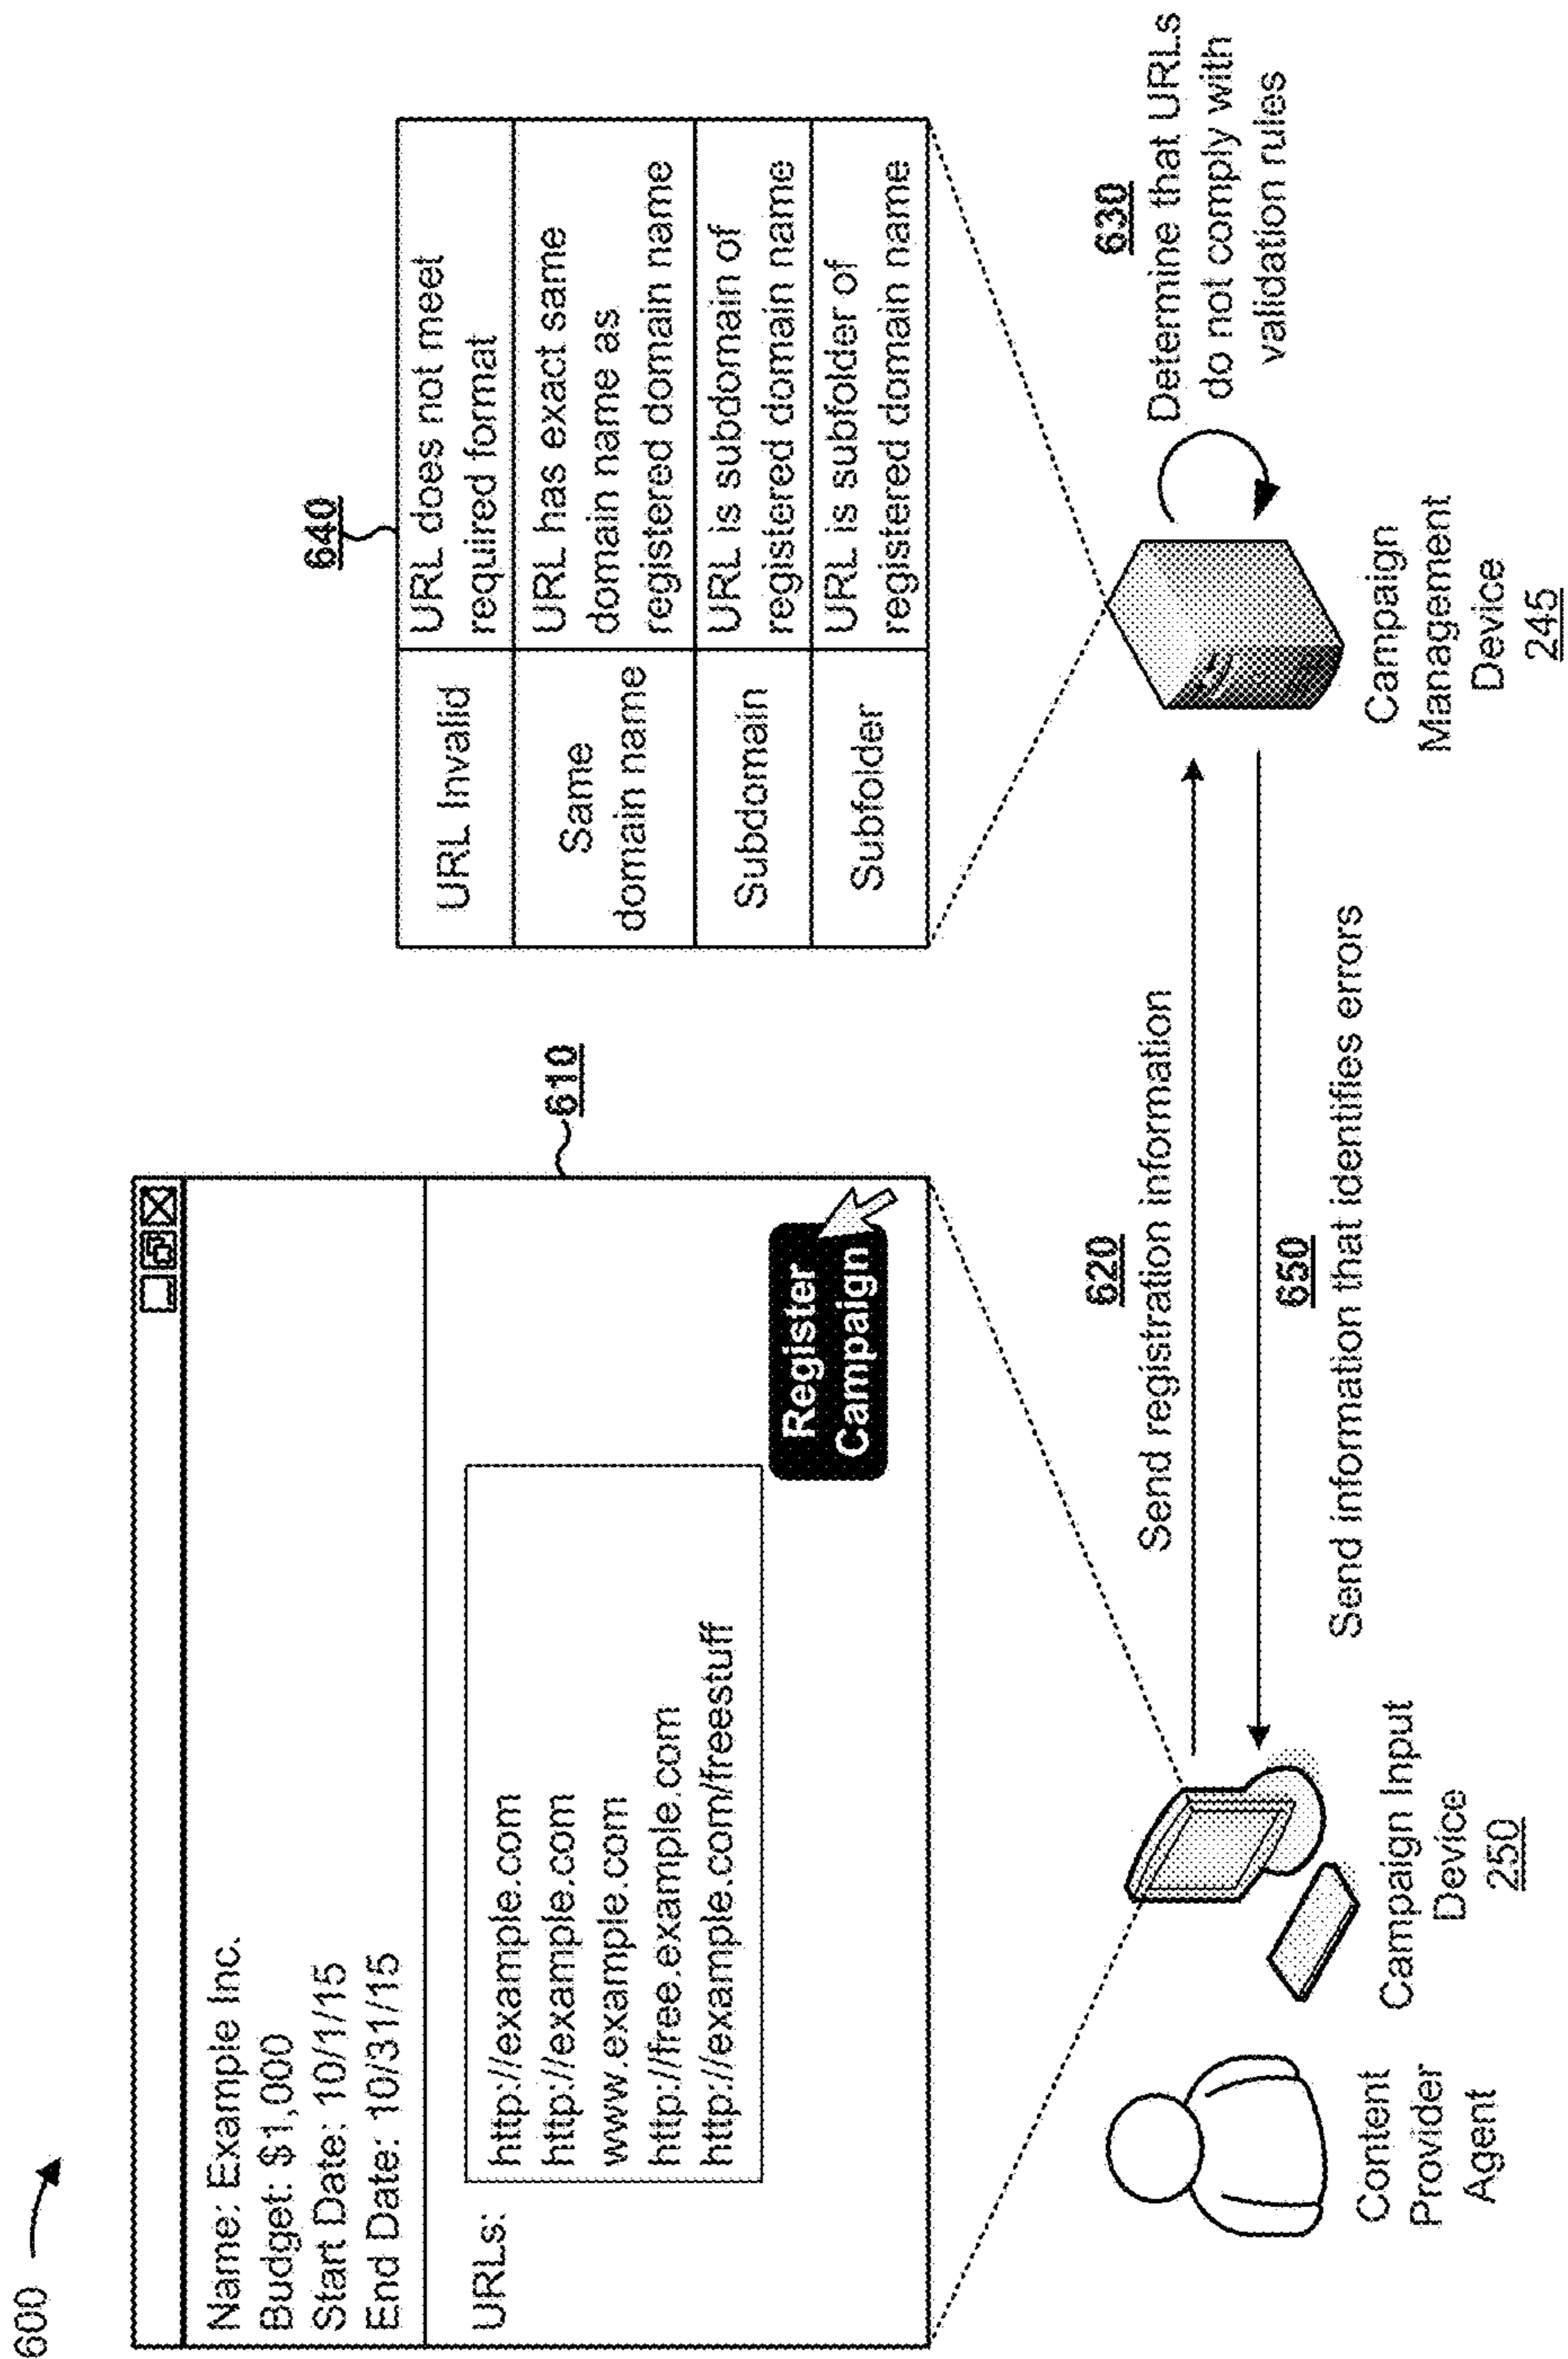 600
Name: Example Inc.
Budget: $1,000
Start Date: 10/1/15
End Date: 10/31/15
URLs:
http://example.com
http://example.com
www.example.com
http://free.example.com
http://example.com/freestuff
Register
Campaign
610
640
URL Invalid
URL does not meet
required format
Same
domain name
URL has exact same
domain name as
registered domain name
Subdomain
URL is subdomain of
registered domain name
Subfolder
URL is subfolder of
registered domain name
620
Send registration information
650
Send information that identifies errors
630
Determine that URLs
do not comply with
validation rules
Content
Provider
Agent
Campaign Input
Device
250
Campaign
Management
Device
245